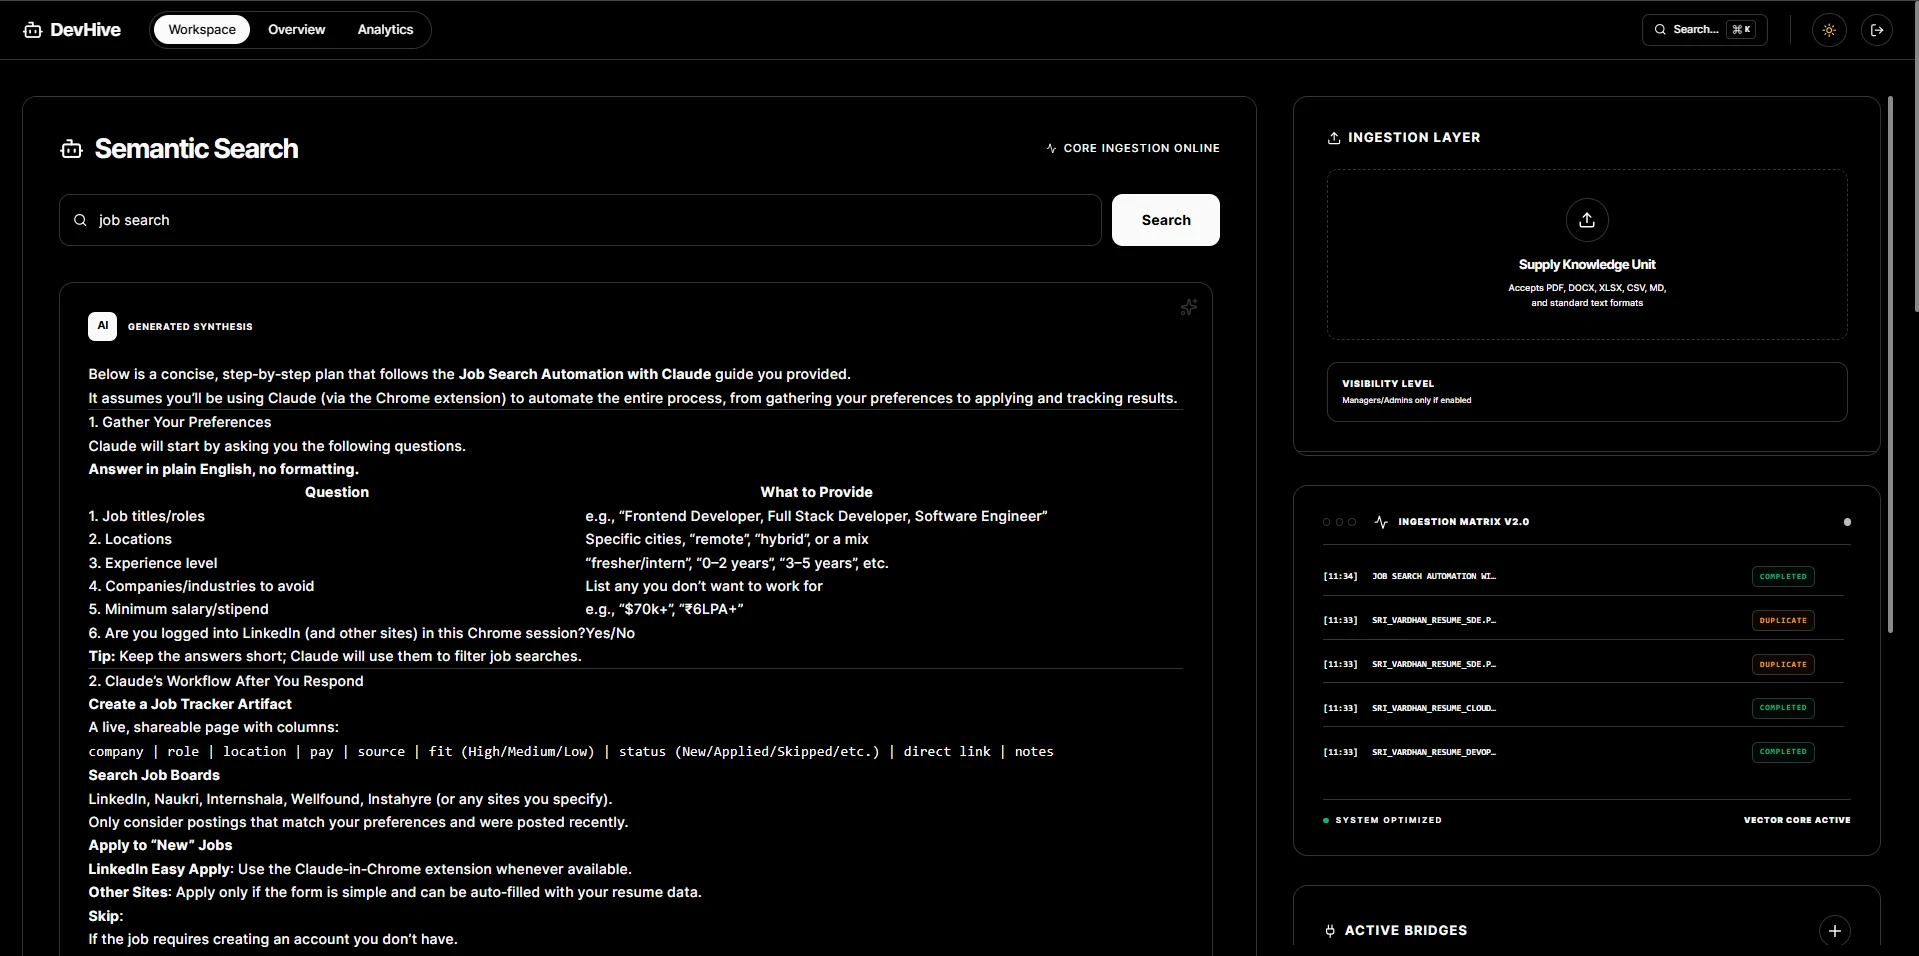 DevHive
Workspace
Overview
Analytics
Search...
⌘ K
Semantic Search
CORE INGESTION ONLINE
job search
Search
AI
GENERATED SYNTHESIS
Below is a concise, step-by-step plan that follows the Job Search Automation with Claude guide you provided.
It assumes you’ll be using Claude (via the Chrome extension) to automate the entire process, from gathering your preferences to applying and tracking results.
1. Gather Your Preferences
Claude will start by asking you the following questions.
Answer in plain English, no formatting.
Question What to Provide
1. Job titles/roles e.g., “Frontend Developer, Full Stack Developer, Software Engineer”
2. Locations Specific cities, “remote”, “hybrid”, or a mix
3. Experience level “fresher/intern”, “0–2 years”, “3–5 years”, etc.
4. Companies/industries to avoid List any you don’t want to work for
5. Minimum salary/stipend e.g., “$70k+”, “₹6LPA+”
6. Are you logged into LinkedIn (and other sites) in this Chrome session? Yes/No
Tip: Keep the answers short; Claude will use them to filter job searches.
2. Claude’s Workflow After You Respond
Create a Job Tracker Artifact
A live, shareable page with columns:
company | role | location | pay | source | fit (High/Medium/Low) | status (New/Applied/Skipped/etc.) | direct link | notes
Search Job Boards
LinkedIn, Naukri, Internshala, Wellfound, Instahyre (or any sites you specify).
Only consider postings that match your preferences and were posted recently.
Apply to “New” Jobs
LinkedIn Easy Apply: Use the Claude-in-Chrome extension whenever available.
Other Sites: Apply only if the form is simple and can be auto-filled with your resume data.
Skip:
If the job requires creating an account you don’t have.
INGESTION LAYER
Supply Knowledge Unit
Accepts PDF, DOCX, XLSX, CSV, MD,
and standard text formats
VISIBILITY LEVEL
Managers/Admins only if enabled
INGESTION MATRIX V2.0
[11:34] JOB SEARCH AUTOMATION WI… COMPLETED
[11:33] SRI_VARDHAN_RESUME_SDE.P… DUPLICATE
[11:33] SRI_VARDHAN_RESUME_SDE.P… DUPLICATE
[11:33] SRI_VARDHAN_RESUME_CLOUD… COMPLETED
[11:33] SRI_VARDHAN_RESUME_DEVOP… COMPLETED
SYSTEM OPTIMIZED
VECTOR CORE ACTIVE
ACTIVE BRIDGES